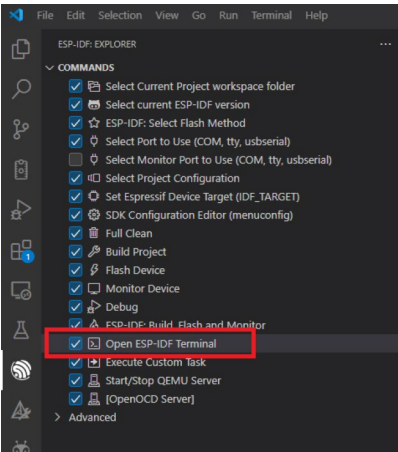 File Edit Selection View Go Run Terminal Help
ESP-IDF: EXPLORER ...
COMMANDS
Select Current Project workspace folder
Select current ESP-IDF version
ESP-IDF: Select Flash Method
Select Port to Use (COM, tty, usbserial)
Select Monitor Port to Use (COM, tty, usbserial)
Select Project Configuration
Set Espressif Device Target (IDF_TARGET)
SDK Configuration Editor (menuconfig)
Full Clean
Build Project
Flash Device
Monitor Device
Debug
ESP-IDF: Build, Flash and Monitor
Open ESP-IDF Terminal
Execute Custom Task
Start/Stop QEMU Server
[OpenOCD Server]
Advanced
1